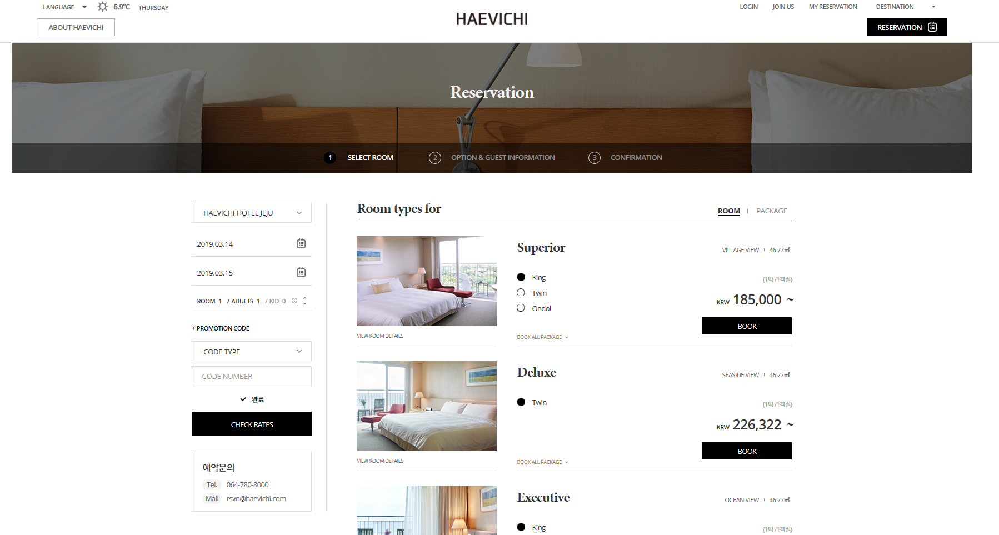 LANGUAGE
6.9℃ THURSDAY
ABOUT HAEVICHI
HAEVICHI
LOGIN JOIN US MY RESERVATION DESTINATION
RESERVATION
Reservation
1 SELECT ROOM 2 OPTION & GUEST INFORMATION 3 CONFIRMATION
HAEVICHI HOTEL JEJU
2019.03.14
2019.03.15
ROOM 1 / ADULTS 1 / KID 0
+ PROMOTION CODE
CODE TYPE
CODE NUMBER
완료
CHECK RATES
예약문의
Tel. 064-780-8000
Mail rsvn@haevichi.com
Room types for
ROOM | PACKAGE
VIEW ROOM DETAILS
Superior
VILLAGE VIEW | 46.77㎡
King
Twin
Ondol
(1박 /1객실)
KRW 185,000 ~
BOOK
BOOK ALL PACKAGE
VIEW ROOM DETAILS
Deluxe
SEASIDE VIEW | 46.77㎡
Twin
(1박 /1객실)
KRW 226,322 ~
BOOK
BOOK ALL PACKAGE
Executive
OCEAN VIEW | 46.77㎡
King
(1박 /1객실)